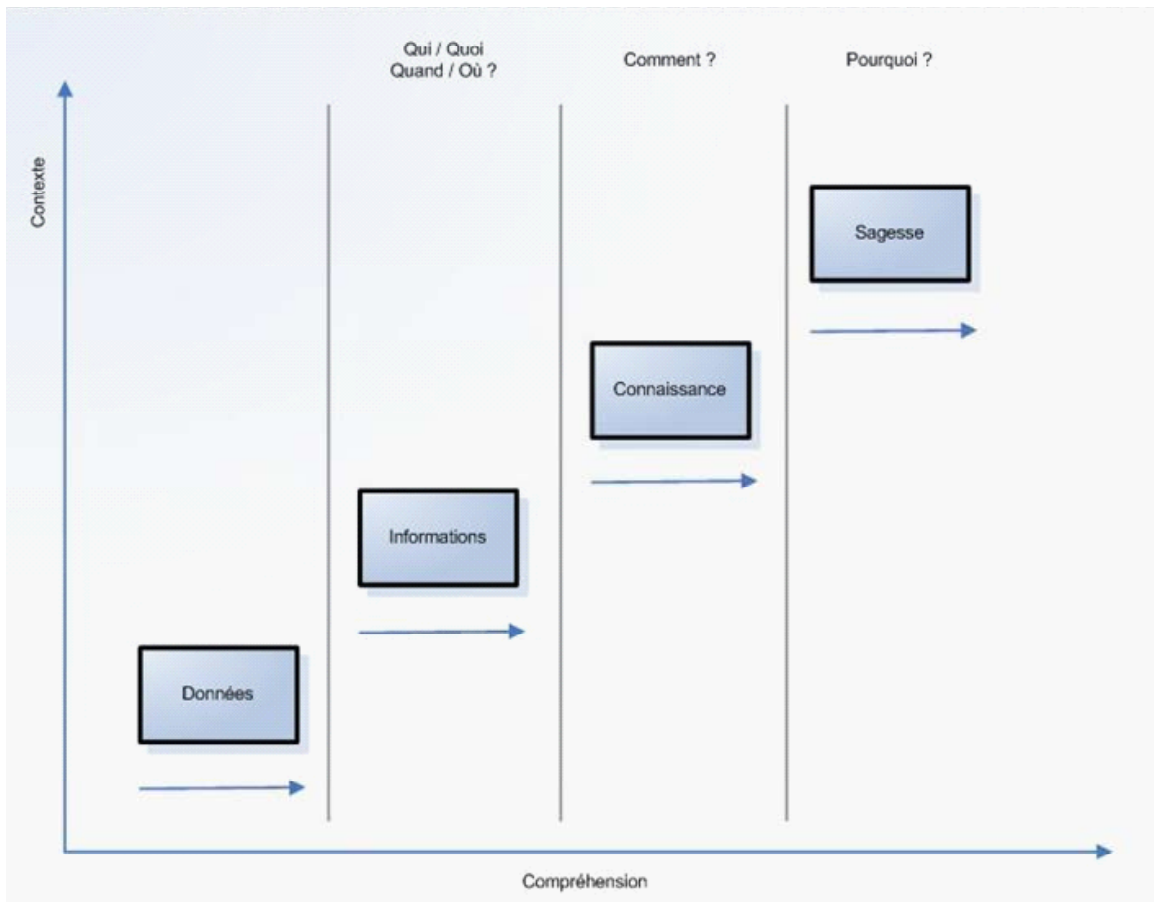 Qui / Quoi
Quand / Où ?
Comment ?
Pourquoi ?
Contexte
Sagesse
Connaissance
Informations
Données
Compréhension